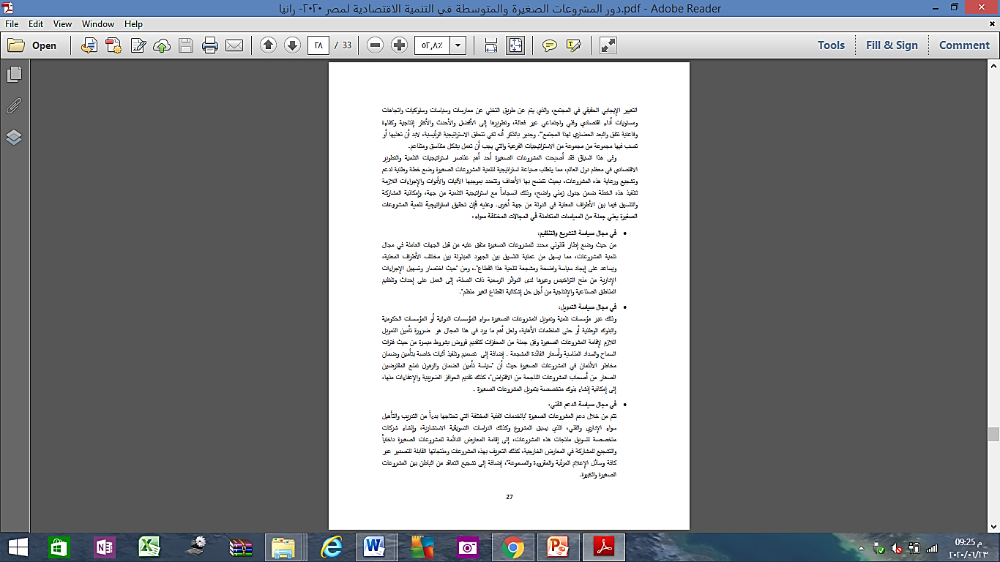 دور المشروعات الصغيرة والمتوسطة في التنمية الاقتصادية لمصر ٢٠٢٠- رانيا.pdf - Adobe Reader
File Edit View Window Help
Open ٢٨ / 33 ٥٢,٨٪ Tools Fill & Sign Comment
التغيير الإيجابي الحقيقي في المجتمع، والذي يتم عن طريق التخلي عن ممارسات وسياسات وسلوكيات واتجاهات
ومستويات أداء اقتصادي وفني واجتماعي غير فعالة، وتطويرها إلى الأفضل والأحدث والأكثر إنتاجية وكفاءة
وفاعلية تتفق والبعد الحضاري لهذا المجتمع". وجدير بالذكر أنه لكي تتحقق الاستراتيجية الرئيسية، لابد أن تغذيها أو
تصب فيها مجموعة من مجموعة من الاستراتيجيات الفرعية والتي يجب أن تعمل بشكل متناسق ومتناغم.
وفى هذا السياق فقد أصبحت المشروعات الصغيرة أحد أهم عناصر استراتيجيات التنمية والتطوير
الاقتصادي في معظم دول العالم، مما يتطلب صياغة استراتيجية لتنمية المشروعات الصغيرة وضع خطة وطنية لدعم
وتشجيع ورعاية هذه المشروعات، بحيث تتضح بها الأهداف وتتحدد بموجبها الآليات والأدوات والإجراءات اللازمة
لتنفيذ هذه الخطة ضمن جدول زمني واضح، وذلك انسجاماً مع استراتيجية التنمية من جهة، وإمكانية المشاركة
والتنسيق فيما بين الأطراف المعنية في الدولة من جهة أخرى. وعليه فإن تحقيق استراتيجية تنمية المشروعات
الصغيرة يعني جملة من السياسات المتكاملة في المجالات المختلفة سواء:
• في مجال سياسة التشريع والتنظيم:
من حيث وضع إطار قانوني محدد للمشروعات الصغيرة متفق عليه من قبل الجهات العاملة في مجال
تنمية المشروعات، مما يسهل من عملية التنسيق بين الجهود المبذولة بين مختلف الأطراف المعنية،
ويساعد على إيجاد سياسة واضحة ومشجعة لتنمية هذا القطاع"،، ومن "حيث اختصار وتسهيل الإجراءات
الإدارية من منح التراخيص وغيرها لدى الدوائر الرسمية ذات الصلة، إلى العمل على إحداث وتنظيم
المناطق الصناعية والإنتاجية من أجل حل إشكالية القطاع الغير منظم".
• في مجال سياسة التمويل:
وذلك عبر مؤسسات تنمية وتمويل المشروعات الصغيرة سواء المؤسسات الدولية أو المؤسسات الحكومية
والبنوك الوطنية أو حتى المنظمات الأهلية، ولعل أهم ما يرد في هذا المجال هو ضرورة تأمين التمويل
اللازم لإقامة المشروعات الصغيرة وفق جملة من المحفزات كتقديم قروض بشروط ميسرة من حيث فترات
السماح والسداد المناسبة وأسعار الفائدة المشجعة . إضافة إلى تصميم وتنفيذ آليات خاصة بتأمين وضمان
مخاطر الائتمان في المشروعات الصغيرة حيث أن "سياسة تأمين الضمان والرهون تمنع المقترضين
الصغار من أصحاب المشروعات الناجحة من الاقتراض"، كذلك تقديم الحوافز الضريبية والإعفاءات منها،
إلى إمكانية إنشاء بنوك متخصصة بتمويل المشروعات الصغيرة .
• في مجال سياسة الدعم الفني:
تتم من خلال دعم المشروعات الصغيرة "بالخدمات الفنية المختلفة التي تحتاجها بدءاً من التدريب والتأهيل
سواء الإداري والفني، الذي يسبق المشروع وكذلك الدراسات التسويقية الاستشارية، وإنشاء شركات
متخصصة لتسويق منتجات هذه المشروعات، إلى إقامة المعارض الدائمة للمشروعات الصغيرة داخلياً
والتشجيع للمشاركة في المعارض الخارجية، كذلك التعريف بهذه المشروعات ومنتجاتها القابلة للتصدير عبر
كافة وسائل الإعلام المرئية والمقروءة والمسموعة"، إضافة إلى تشجيع التعاقد من الباطن بين المشروعات
الصغيرة والكبيرة.
27
09:25 م
٢٠٢٠/٠٦/٢٣